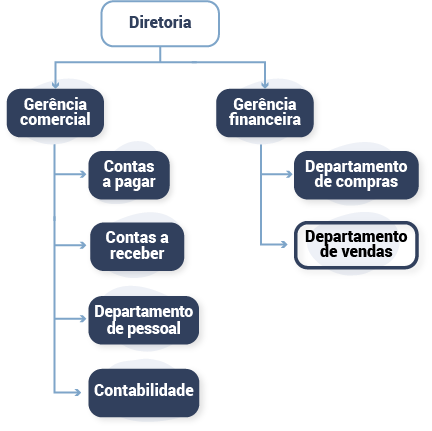 Diretoria
Gerência
comercial
Gerência
financeira
Contas
a pagar
Departamento
de compras
Contas a
receber
Departamento
de vendas
Departamento
de pessoal
Contabilidade